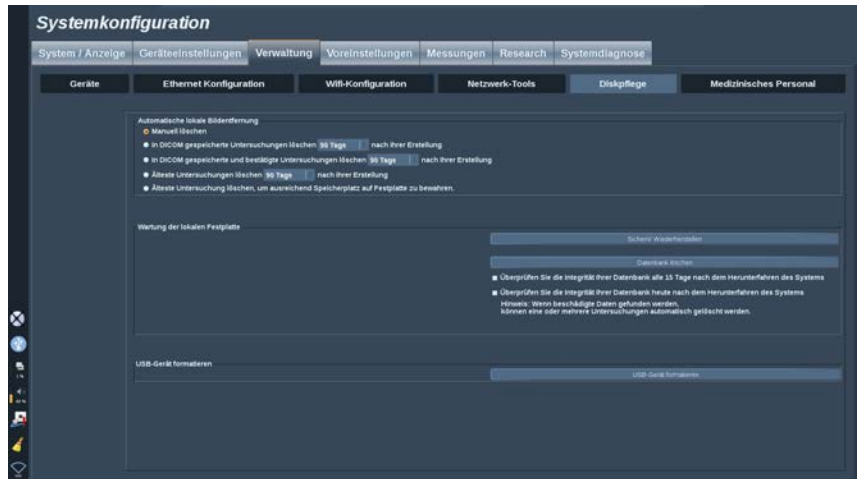 Systemkonfiguration
System / Anzeige Geräteeinstellungen Verwaltung Voreinstellungen Messungen Research Systemdiagnose
Geräte Ethernet Konfiguration Wifi-Konfiguration Netzwerk-Tools Diskpflege Medizinisches Personal
Automatische lokale Bildentfernung
Manuell löschen
In DICOM gespeicherte Untersuchungen löschen 90 Tage nach ihrer Erstellung
In DICOM gespeicherte und bestätigte Untersuchungen löschen 90 Tage nach ihrer Erstellung
Älteste Untersuchungen löschen 90 Tage nach ihrer Erstellung
Älteste Untersuchung löschen, um ausreichend Speicherplatz auf Festplatte zu bewahren.
Wartung der lokalen Festplatte
Sichern/ Wiederherstellen
Datenbank löschen
Überprüfen Sie die Integrität Ihrer Datenbank alle 15 Tage nach dem Herunterfahren des Systems
Überprüfen Sie die Integrität Ihrer Datenbank heute nach dem Herunterfahren des Systems
Hinweis: Wenn beschädigte Daten gefunden werden,
können eine oder mehrere Untersuchungen automatisch gelöscht werden.
USB-Gerät formatieren
USB-Gerät formatieren